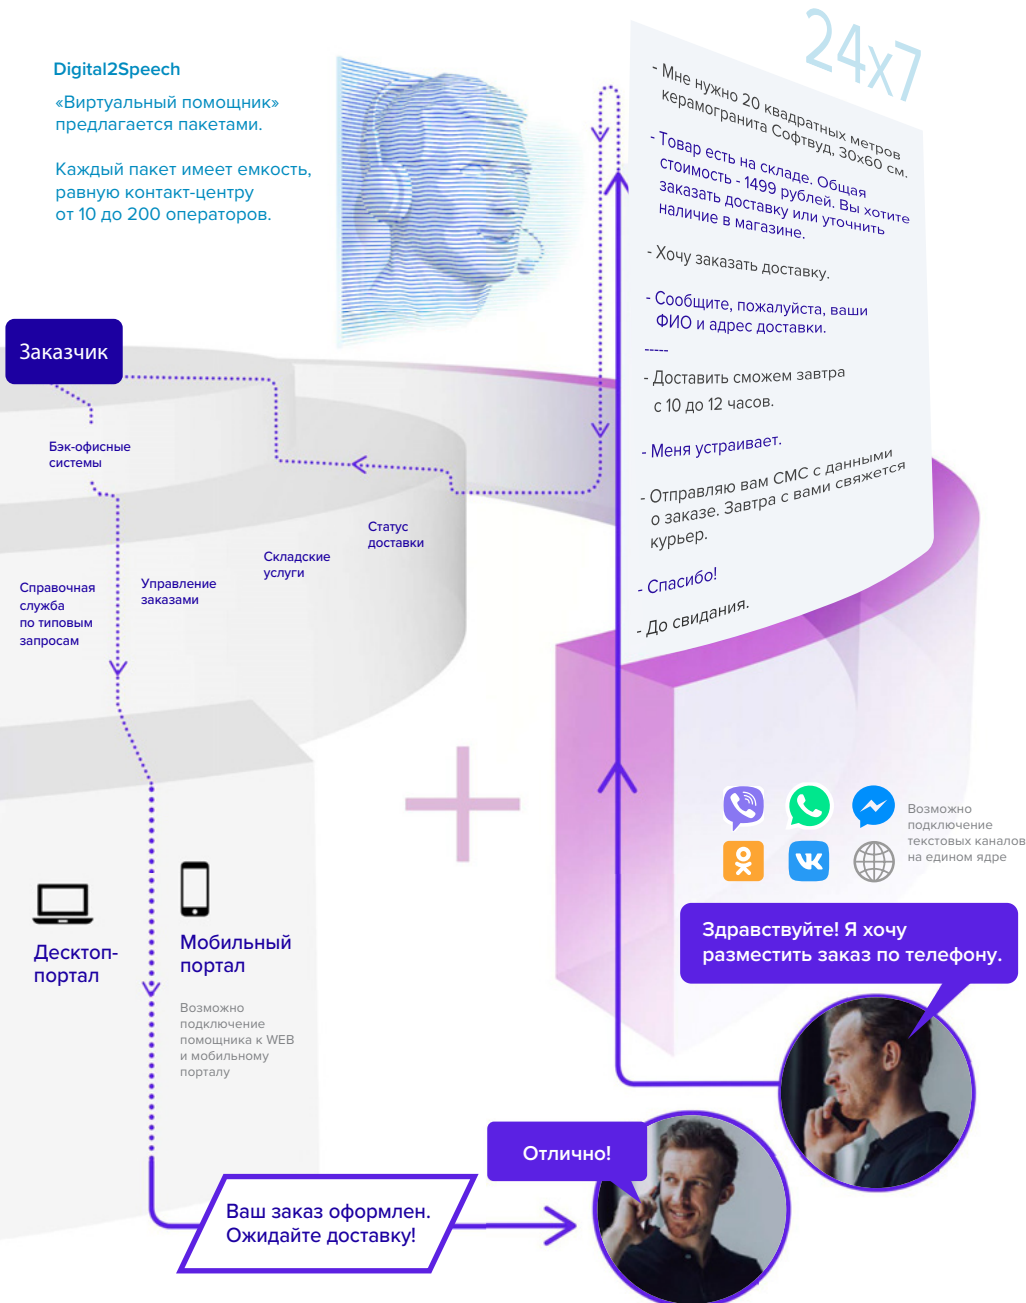 24x7
Digital2Speech
«Виртуальный помощник»
предлагается пакетами.
Каждый пакет имеет емкость,
равную контакт-центру
от 10 до 200 операторов.
- Мне нужно 20 квадратных метров
керамогранита Софтвуд, 30х60 см.
- Товар есть на складе. Общая
стоимость - 1499 рублей. Вы хотите
заказать доставку или уточнить
наличие в магазине.
- Хочу заказать доставку.
- Сообщите, пожалуйста, ваши
ФИО и адрес доставки.
-----
- Доставить сможем завтра
с 10 до 12 часов.
- Меня устраивает.
- Отправляю вам СМС с данными
о заказе. Завтра с вами свяжется
курьер.
- Спасибо!
- До свидания.
Заказчик
Бэк-офисные
системы
Статус
доставки
Складские
услуги
Управление
заказами
Справочная
служба
по типовым
запросам
Возможно
подключение
текстовых каналов
на едином ядре
Десктоп-
портал
Мобильный
портал
Возможно
подключение
помощника к WEB
и мобильному
порталу
Здравствуйте! Я хочу
разместить заказ по телефону.
Отлично!
Ваш заказ оформлен.
Ожидайте доставку!